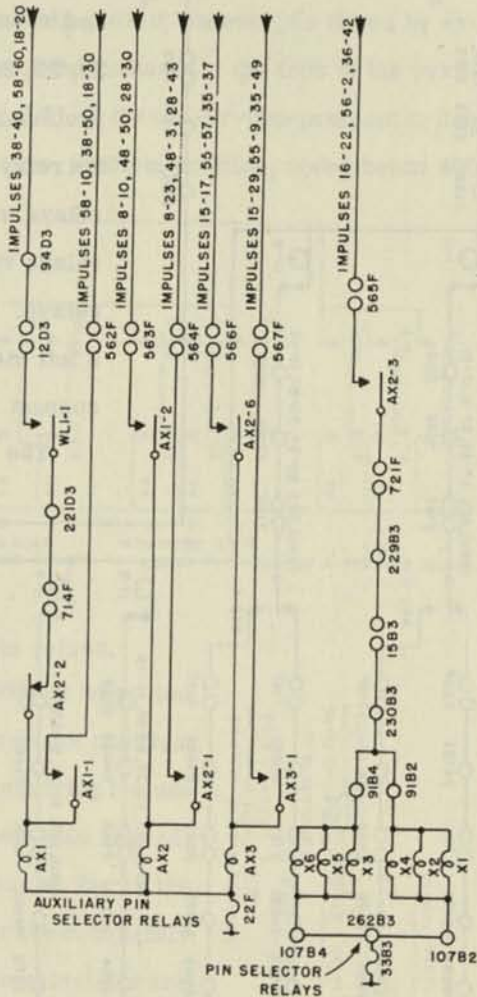 IMPULSES 38-40, 58-60, 18-20
IMPULSES 58-10, 38-50, 18-30
IMPULSES 8-10, 48-50, 28-30
IMPULSES 8-23, 48-3, 28-43
IMPULSES 15-17, 55-57, 35-37
IMPULSES 15-29, 55-9, 35-49
IMPULSES 16-22, 56-2, 36-42
94D3
12D3
562F
563F
564F
566F
567F
565F
WL1-1
AX1-2
AX2-6
AX2-3
221D3
721F
714F
229B3
15B3
AX2-2
230B3
AX1-1
AX2-1
AX3-1
91B4
91B2
AX1
AX2
AX3
X6
X5
X3
X4
X2
X1
AUXILIARY PIN
SELECTOR RELAYS
22F
262B3
107B4
33B3
107B2
PIN SELECTOR
RELAYS